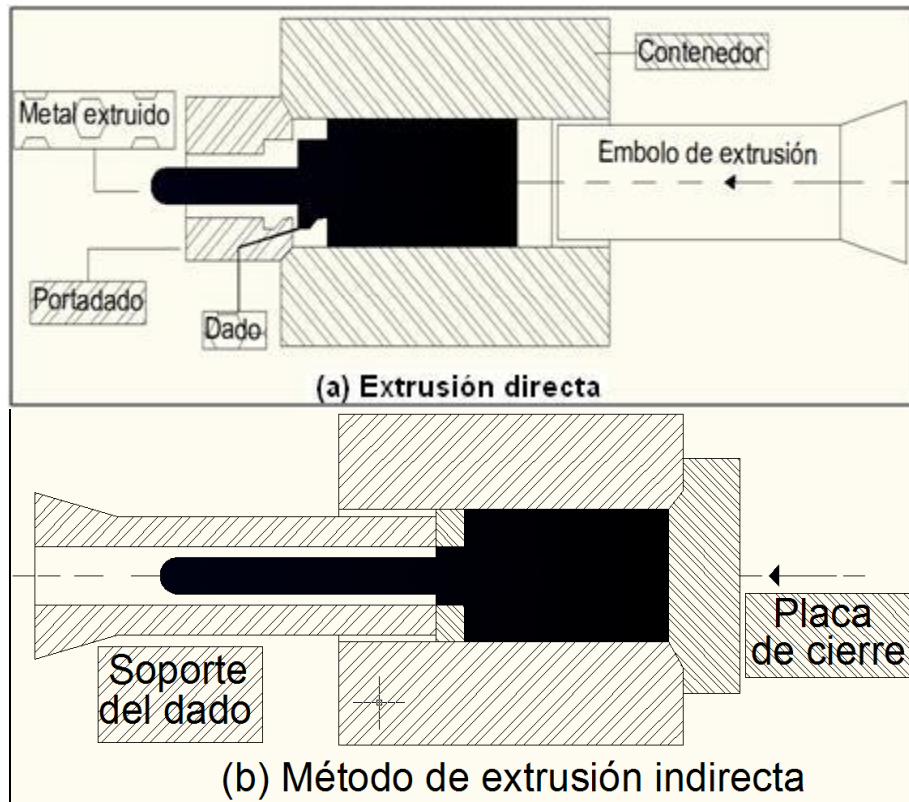 Contenedor
Metal extruido
Embolo de extrusión
Portadado
Dado
(a) Extrusión directa
Placa
de cierre
Soporte
del dado
(b) Método de extrusión indirecta